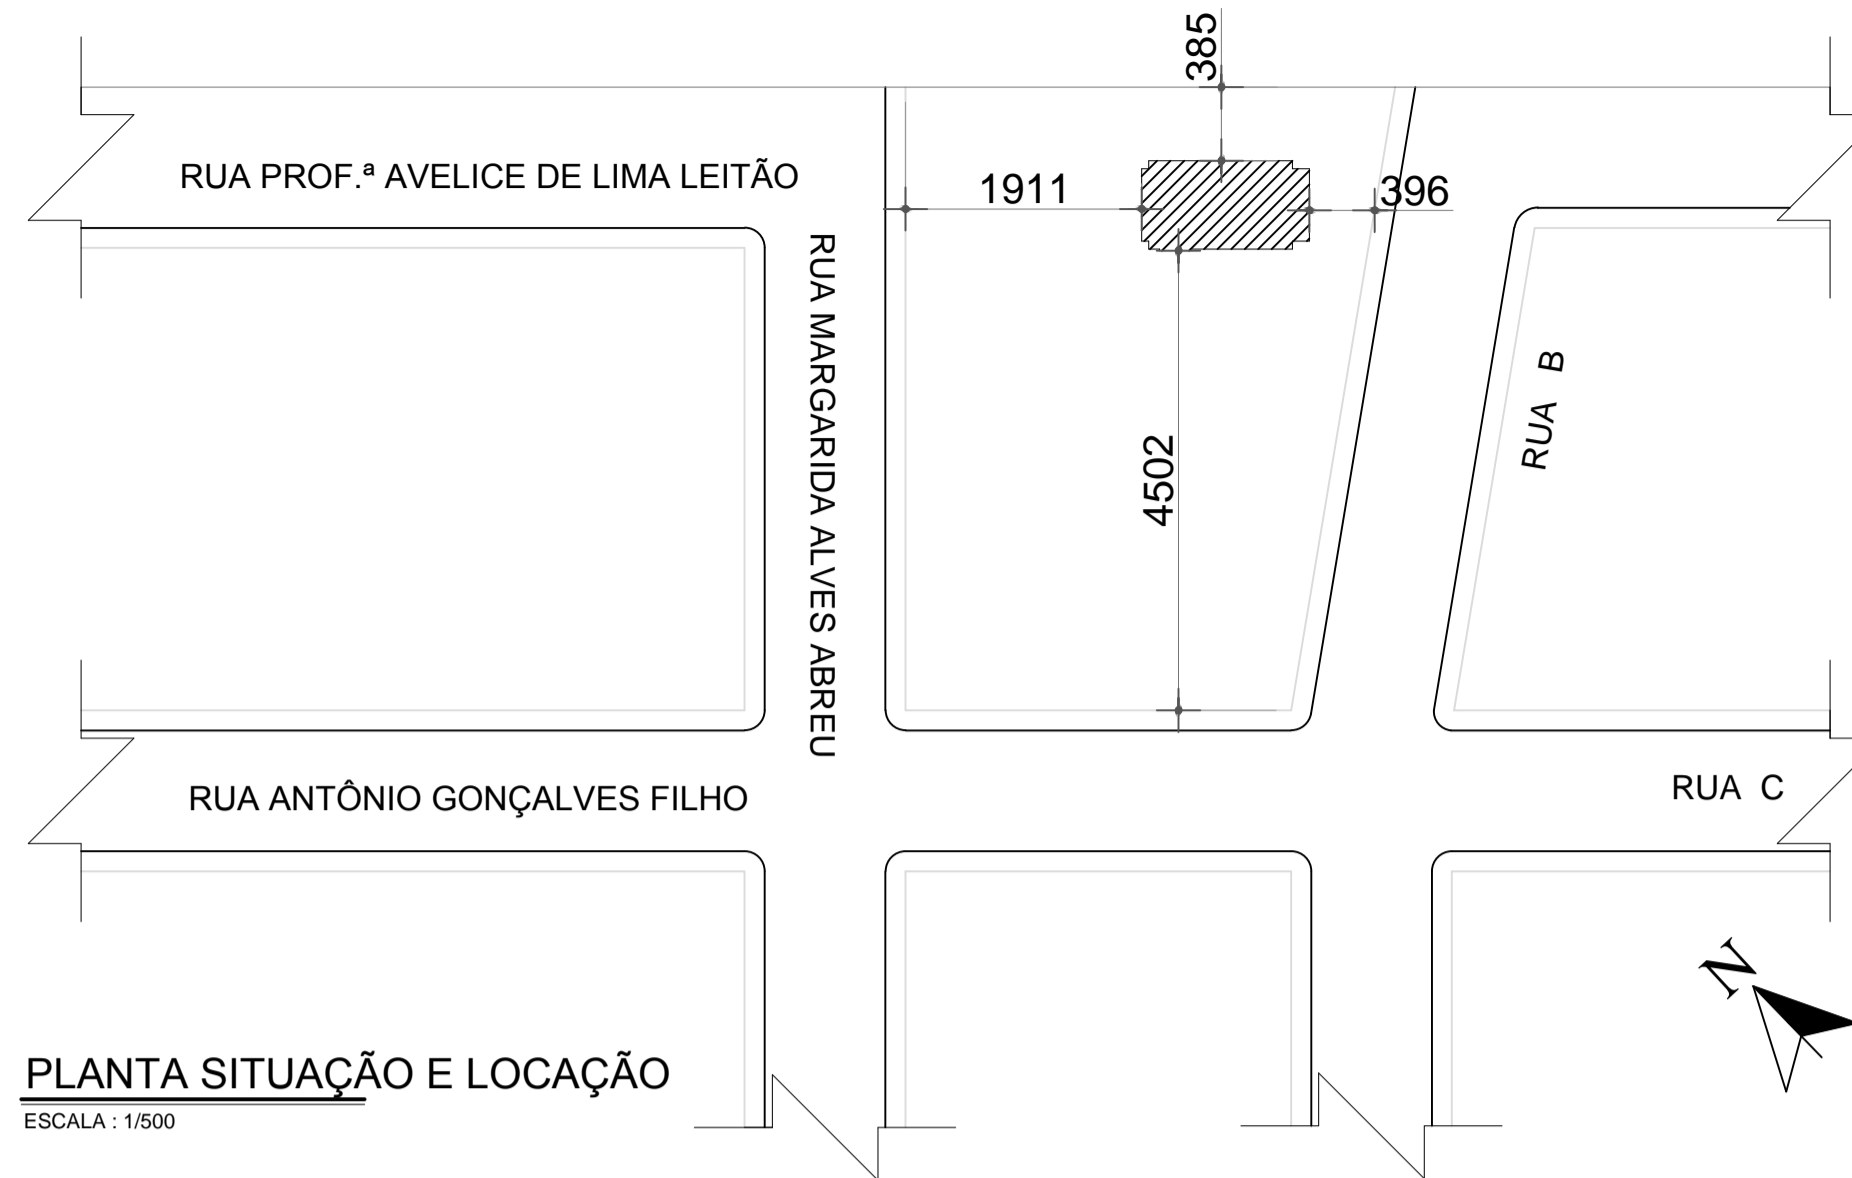 385
RUA PROF.ª AVELICE DE LIMA LEITÃO
1911
396
RUA MARGARIDA ALVES ABREU
RUA B
4502
RUA ANTÔNIO GONÇALVES FILHO
RUA C
N
PLANTA SITUAÇÃO E LOCAÇÃO
ESCALA : 1/500